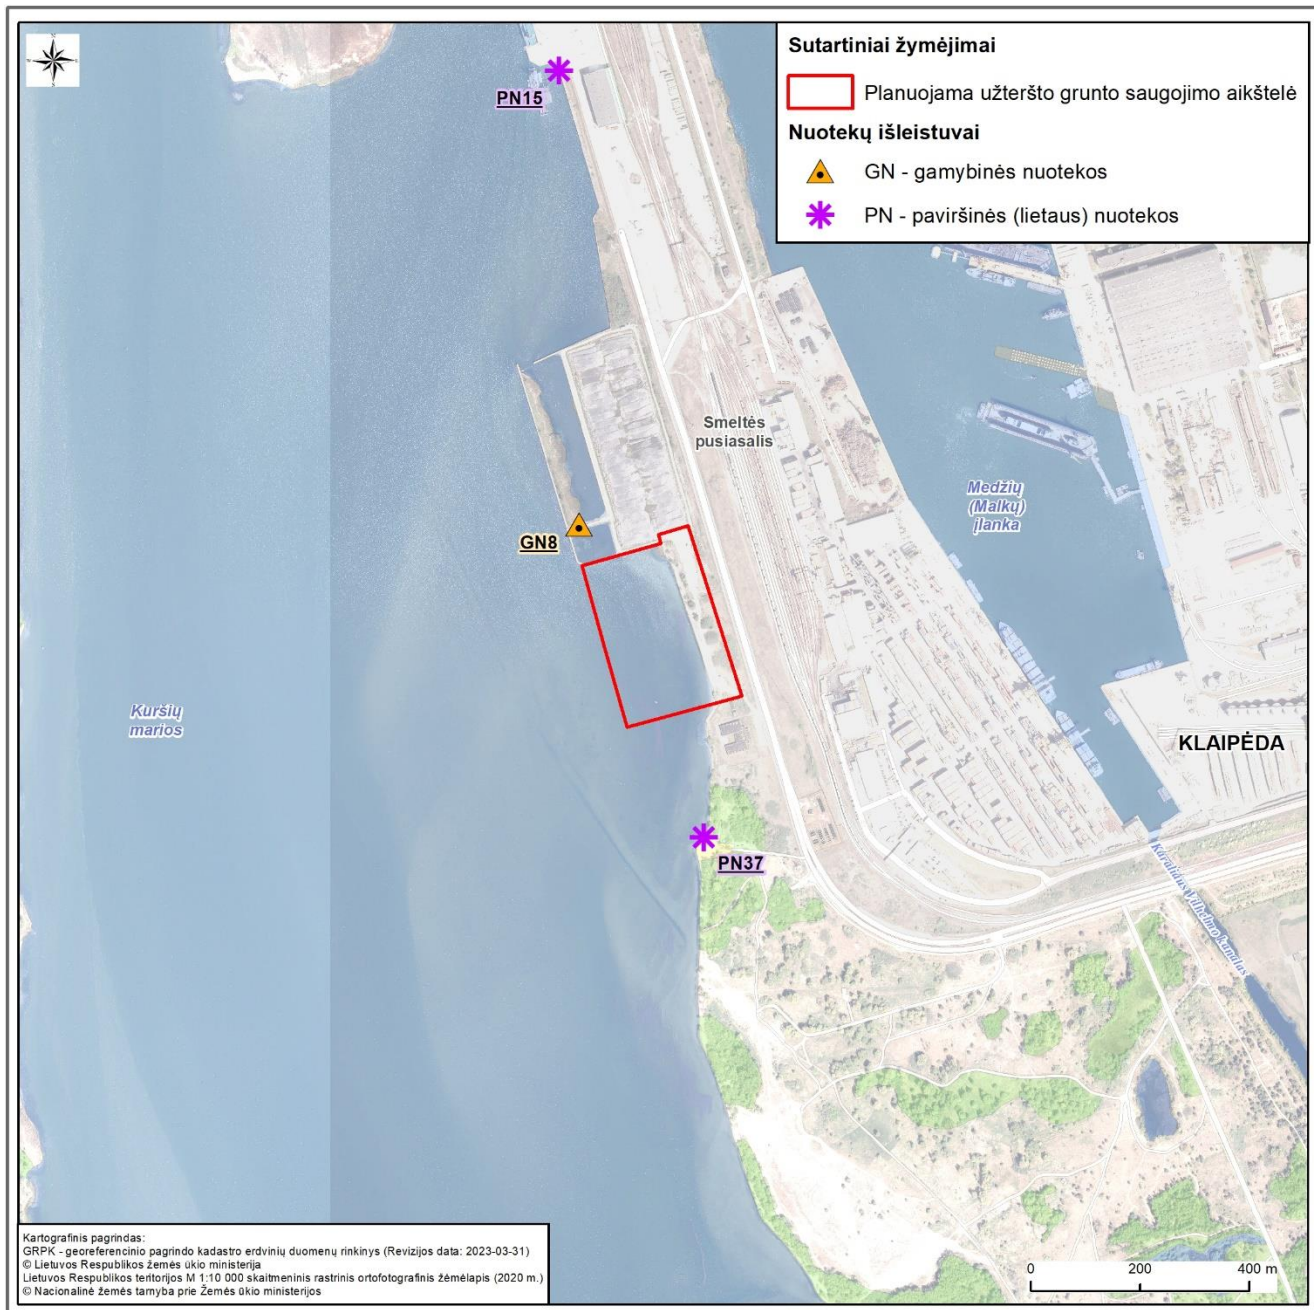 Sutartiniai žymėjimai
Planuojama užteršto grunto saugojimo aikštelė
Nuotekų išleistuvai
GN - gamybinės nuotekos
PN - paviršinės (lietaus) nuotekos
PN15
Smeltės
pusiasalis
Medžių
(Malkų)
įlanka
GN8
Kuršių
marios
KLAIPĖDA
PN37
Karaliaus Vilhelmo kanalas
Kartografinis pagrindas:
GRPK - georeferencinio pagrindo kadastro erdvinių duomenų rinkinys (Revizijos data: 2023-03-31)
© Lietuvos Respublikos žemės ūkio ministerija
Lietuvos Respublikos teritorijos M 1:10 000 skaitmeninis rastrinis ortofotografinis žemėlapis (2020 m.)
© Nacionalinė žemės tarnyba prie Žemės ūkio ministerijos
0 200 400 m